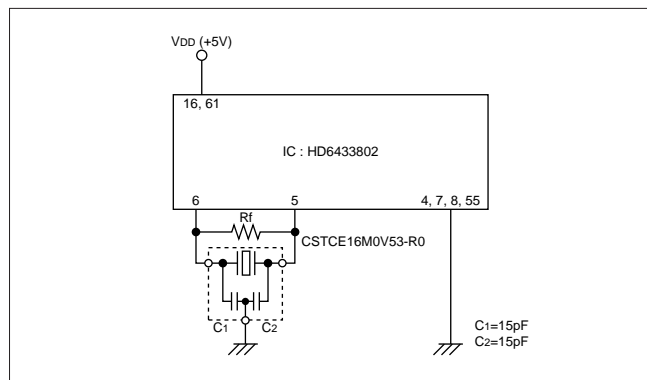 VDD (+5V)
16, 61
IC : HD6433802
6
5
4, 7, 8, 55
Rf
CSTCE16M0V53-R0
C1
C2
C1=15pF
C2=15pF